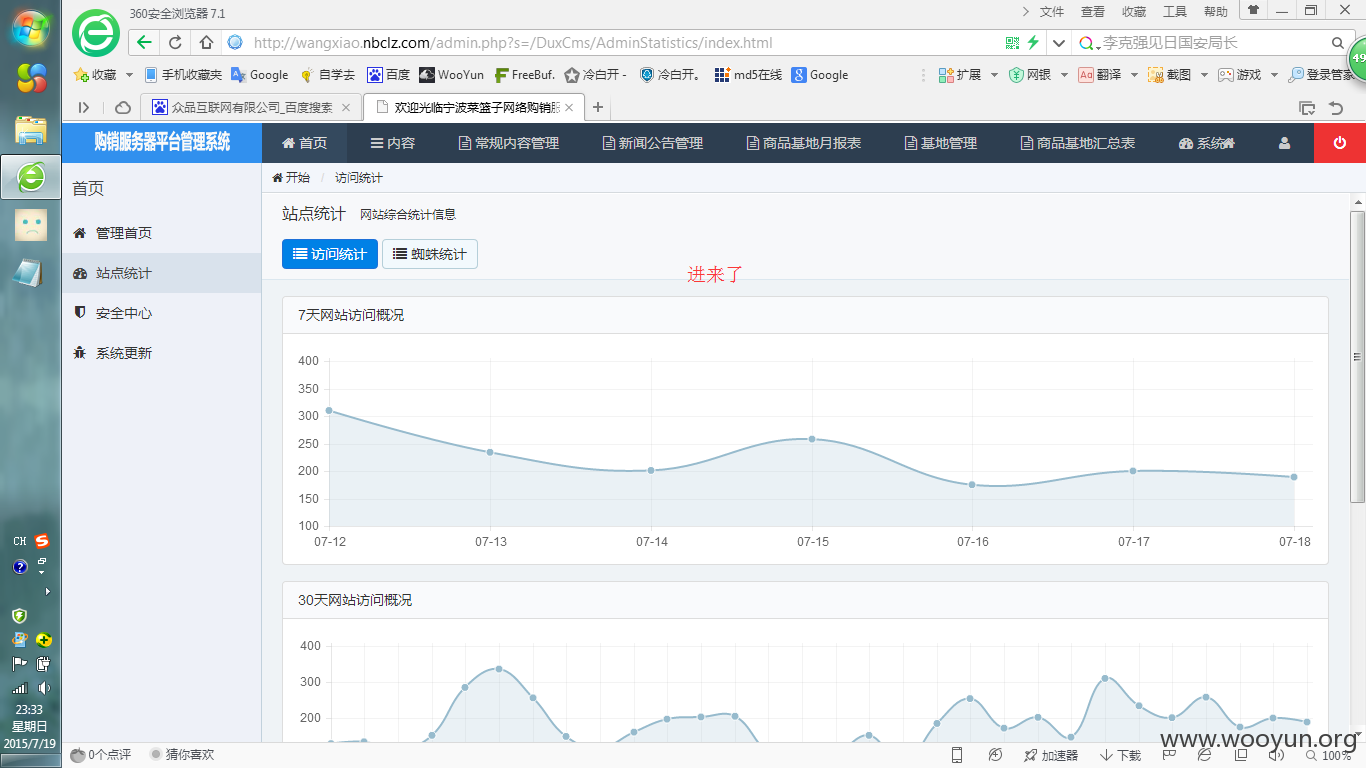 360安全浏览器 7.1
文件 查看 收藏 工具 帮助
http://wangxiao.nbclz.com/admin.php?s=/DuxCms/AdminStatistics/index.html
李克强见日国安局长
49
收藏 手机收藏夹 Google 自学去 百度 WooYun FreeBuf. 冷白开 - 冷白开。 md5在线 Google 扩展 网银 翻译 截图 游戏 登录管家
众品互联网有限公司_百度搜索 欢迎光临宁波菜篮子网络购销服
购销服务器平台管理系统
首页 内容 常规内容管理 新闻公告管理 商品基地月报表 基地管理 商品基地汇总表 系统
首页
管理首页
站点统计
安全中心
系统更新
开始 / 访问统计
站点统计 网站综合统计信息
访问统计 蜘蛛统计
进来了
7天网站访问概况
400
350
300
250
200
150
100
07-12 07-13 07-14 07-15 07-16 07-17 07-18
30天网站访问概况
400
300
200
CH
23:33
星期日
2015/7/19
0个点评 猜你喜欢
加速器 下载 100%
www.wooyun.org